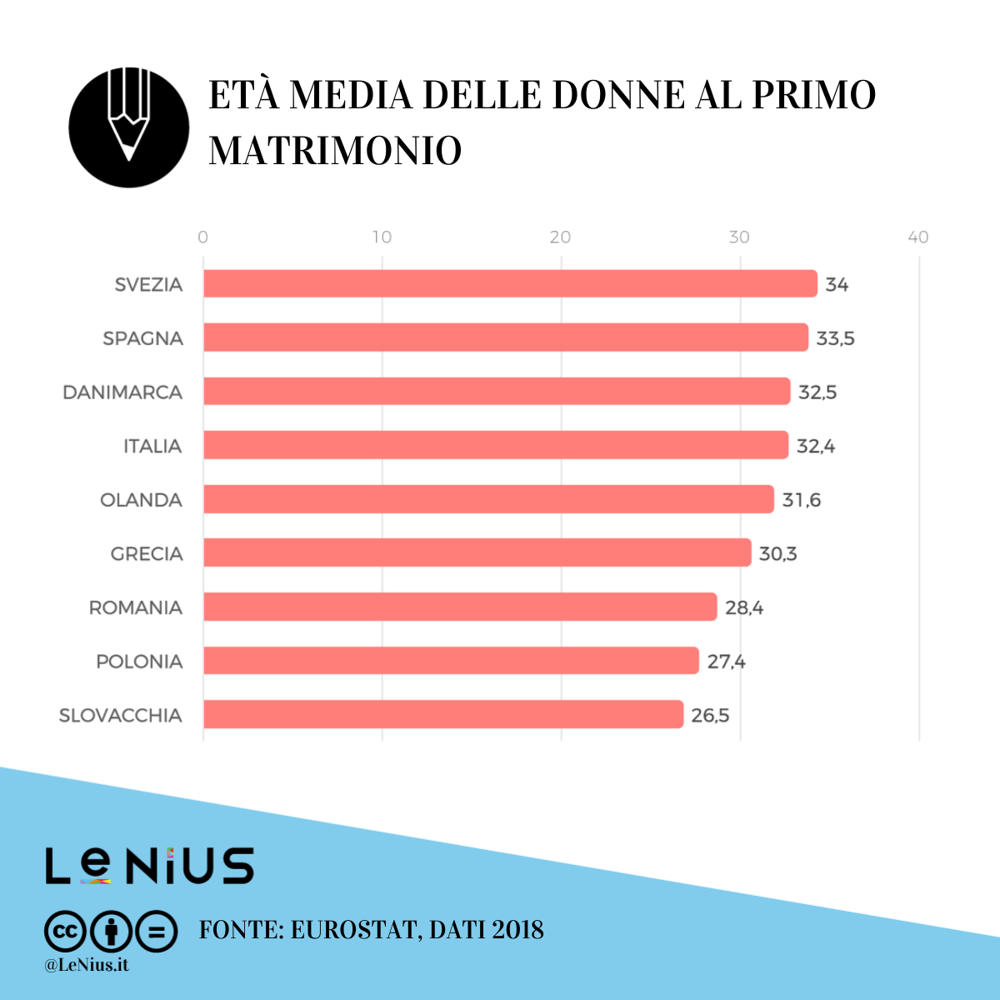 ETÀ MEDIA DELLE DONNE AL PRIMO
MATRIMONIO
0 10 20 30 40
SVEZIA 34
SPAGNA 33,5
DANIMARCA 32,5
ITALIA 32,4
OLANDA 31,6
GRECIA 30,3
ROMANIA 28,4
POLONIA 27,4
SLOVACCHIA 26,5
LeNiUS
cc = FONTE: EUROSTAT, DATI 2018
@LeNius.it